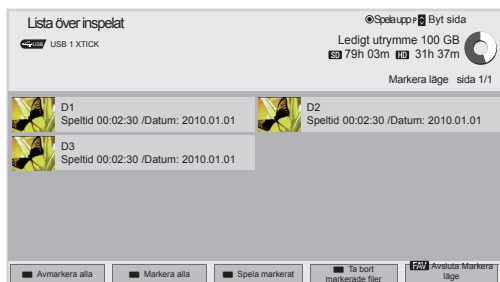 Lista över inspelat
Spela upp P Byt sida
USB USB 1 XTICK
Ledigt utrymme 100 GB
SD 79h 03m HD 31h 37m
Markera läge sida 1/1
D1
Speltid 00:02:30 /Datum: 2010.01.01
D2
Speltid 00:02:30 /Datum: 2010.01.01
D3
Speltid 00:02:30 /Datum: 2010.01.01
Avmarkera alla
Markera alla
Spela markerat
Ta bort
markerade filer
FAV Avsluta Markera
läge